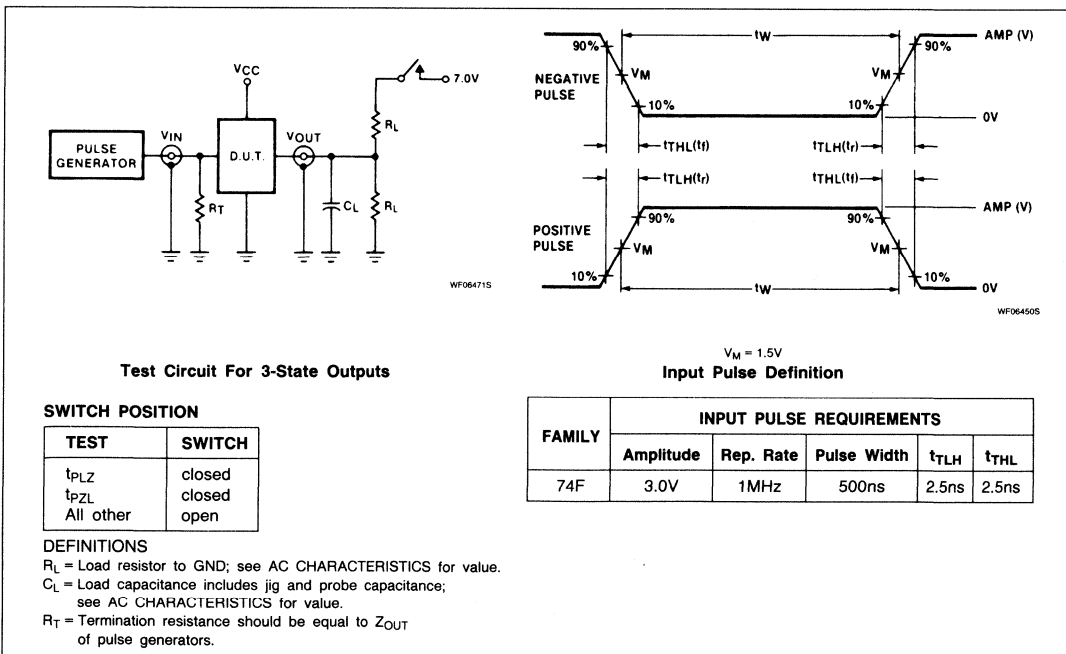 VCC
7.0V
RL
PULSE
GENERATOR
VIN
D.U.T.
VOUT
RT
CL
RL
WF06471S
Test Circuit For 3-State Outputs
tW
AMP (V)
90%
90%
NEGATIVE
PULSE
VM
VM
10%
10%
0V
tTHL(tf)
tTLH(tr)
tTLH(tr)
tTHL(tf)
AMP (V)
90%
90%
POSITIVE
PULSE
VM
VM
10%
10%
tW
0V
WF06450S
VM = 1.5V
Input Pulse Definition
SWITCH POSITION
TEST SWITCH
tPLZ closed
tPZL closed
All other open
FAMILY INPUT PULSE REQUIREMENTS
Amplitude Rep. Rate Pulse Width tTLH tTHL
74F 3.0V 1MHz 500ns 2.5ns 2.5ns
DEFINITIONS
RL = Load resistor to GND; see AC CHARACTERISTICS for value.
CL = Load capacitance includes jig and probe capacitance;
see AC CHARACTERISTICS for value.
RT = Termination resistance should be equal to ZOUT
of pulse generators.